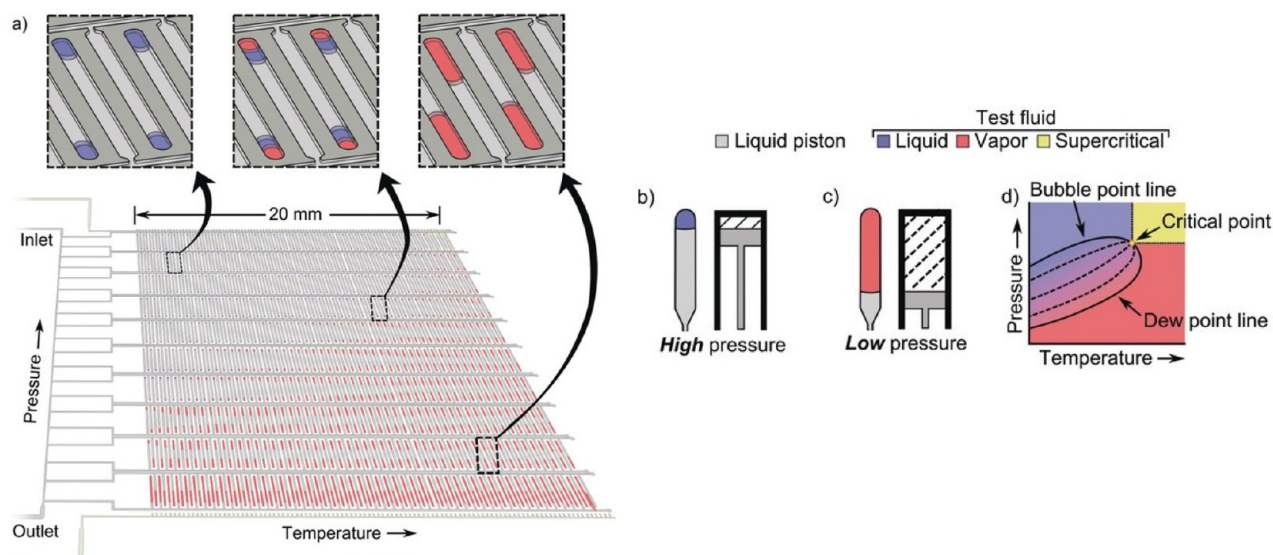 a)
20 mm
Inlet
Pressure
Outlet
Temperature
Test fluid
Liquid piston
Liquid
Vapor
Supercritical
b)
High pressure
c)
Low pressure
d)
Bubble point line
Critical point
Pressure
Dew point line
Temperature